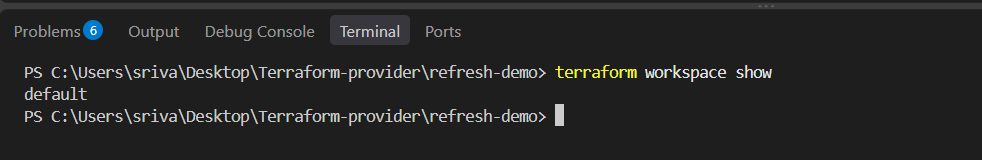 Problems 6 Output Debug Console Terminal Ports
PS C:\Users\sriva\Desktop\Terraform-provider\refresh-demo> terraform workspace show
default
PS C:\Users\sriva\Desktop\Terraform-provider\refresh-demo>